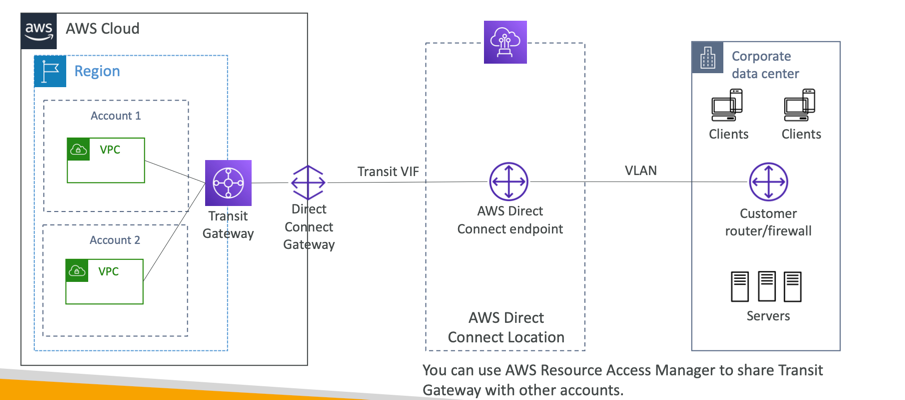 aws
AWS Cloud
Region
Account 1
VPC
Account 2
VPC
Transit
Gateway
Direct
Connect
Gateway
Transit VIF
AWS Direct
Connect endpoint
AWS Direct
Connect Location
VLAN
Corporate
data center
Clients
Clients
Customer
router/firewall
Servers
You can use AWS Resource Access Manager to share Transit
Gateway with other accounts.